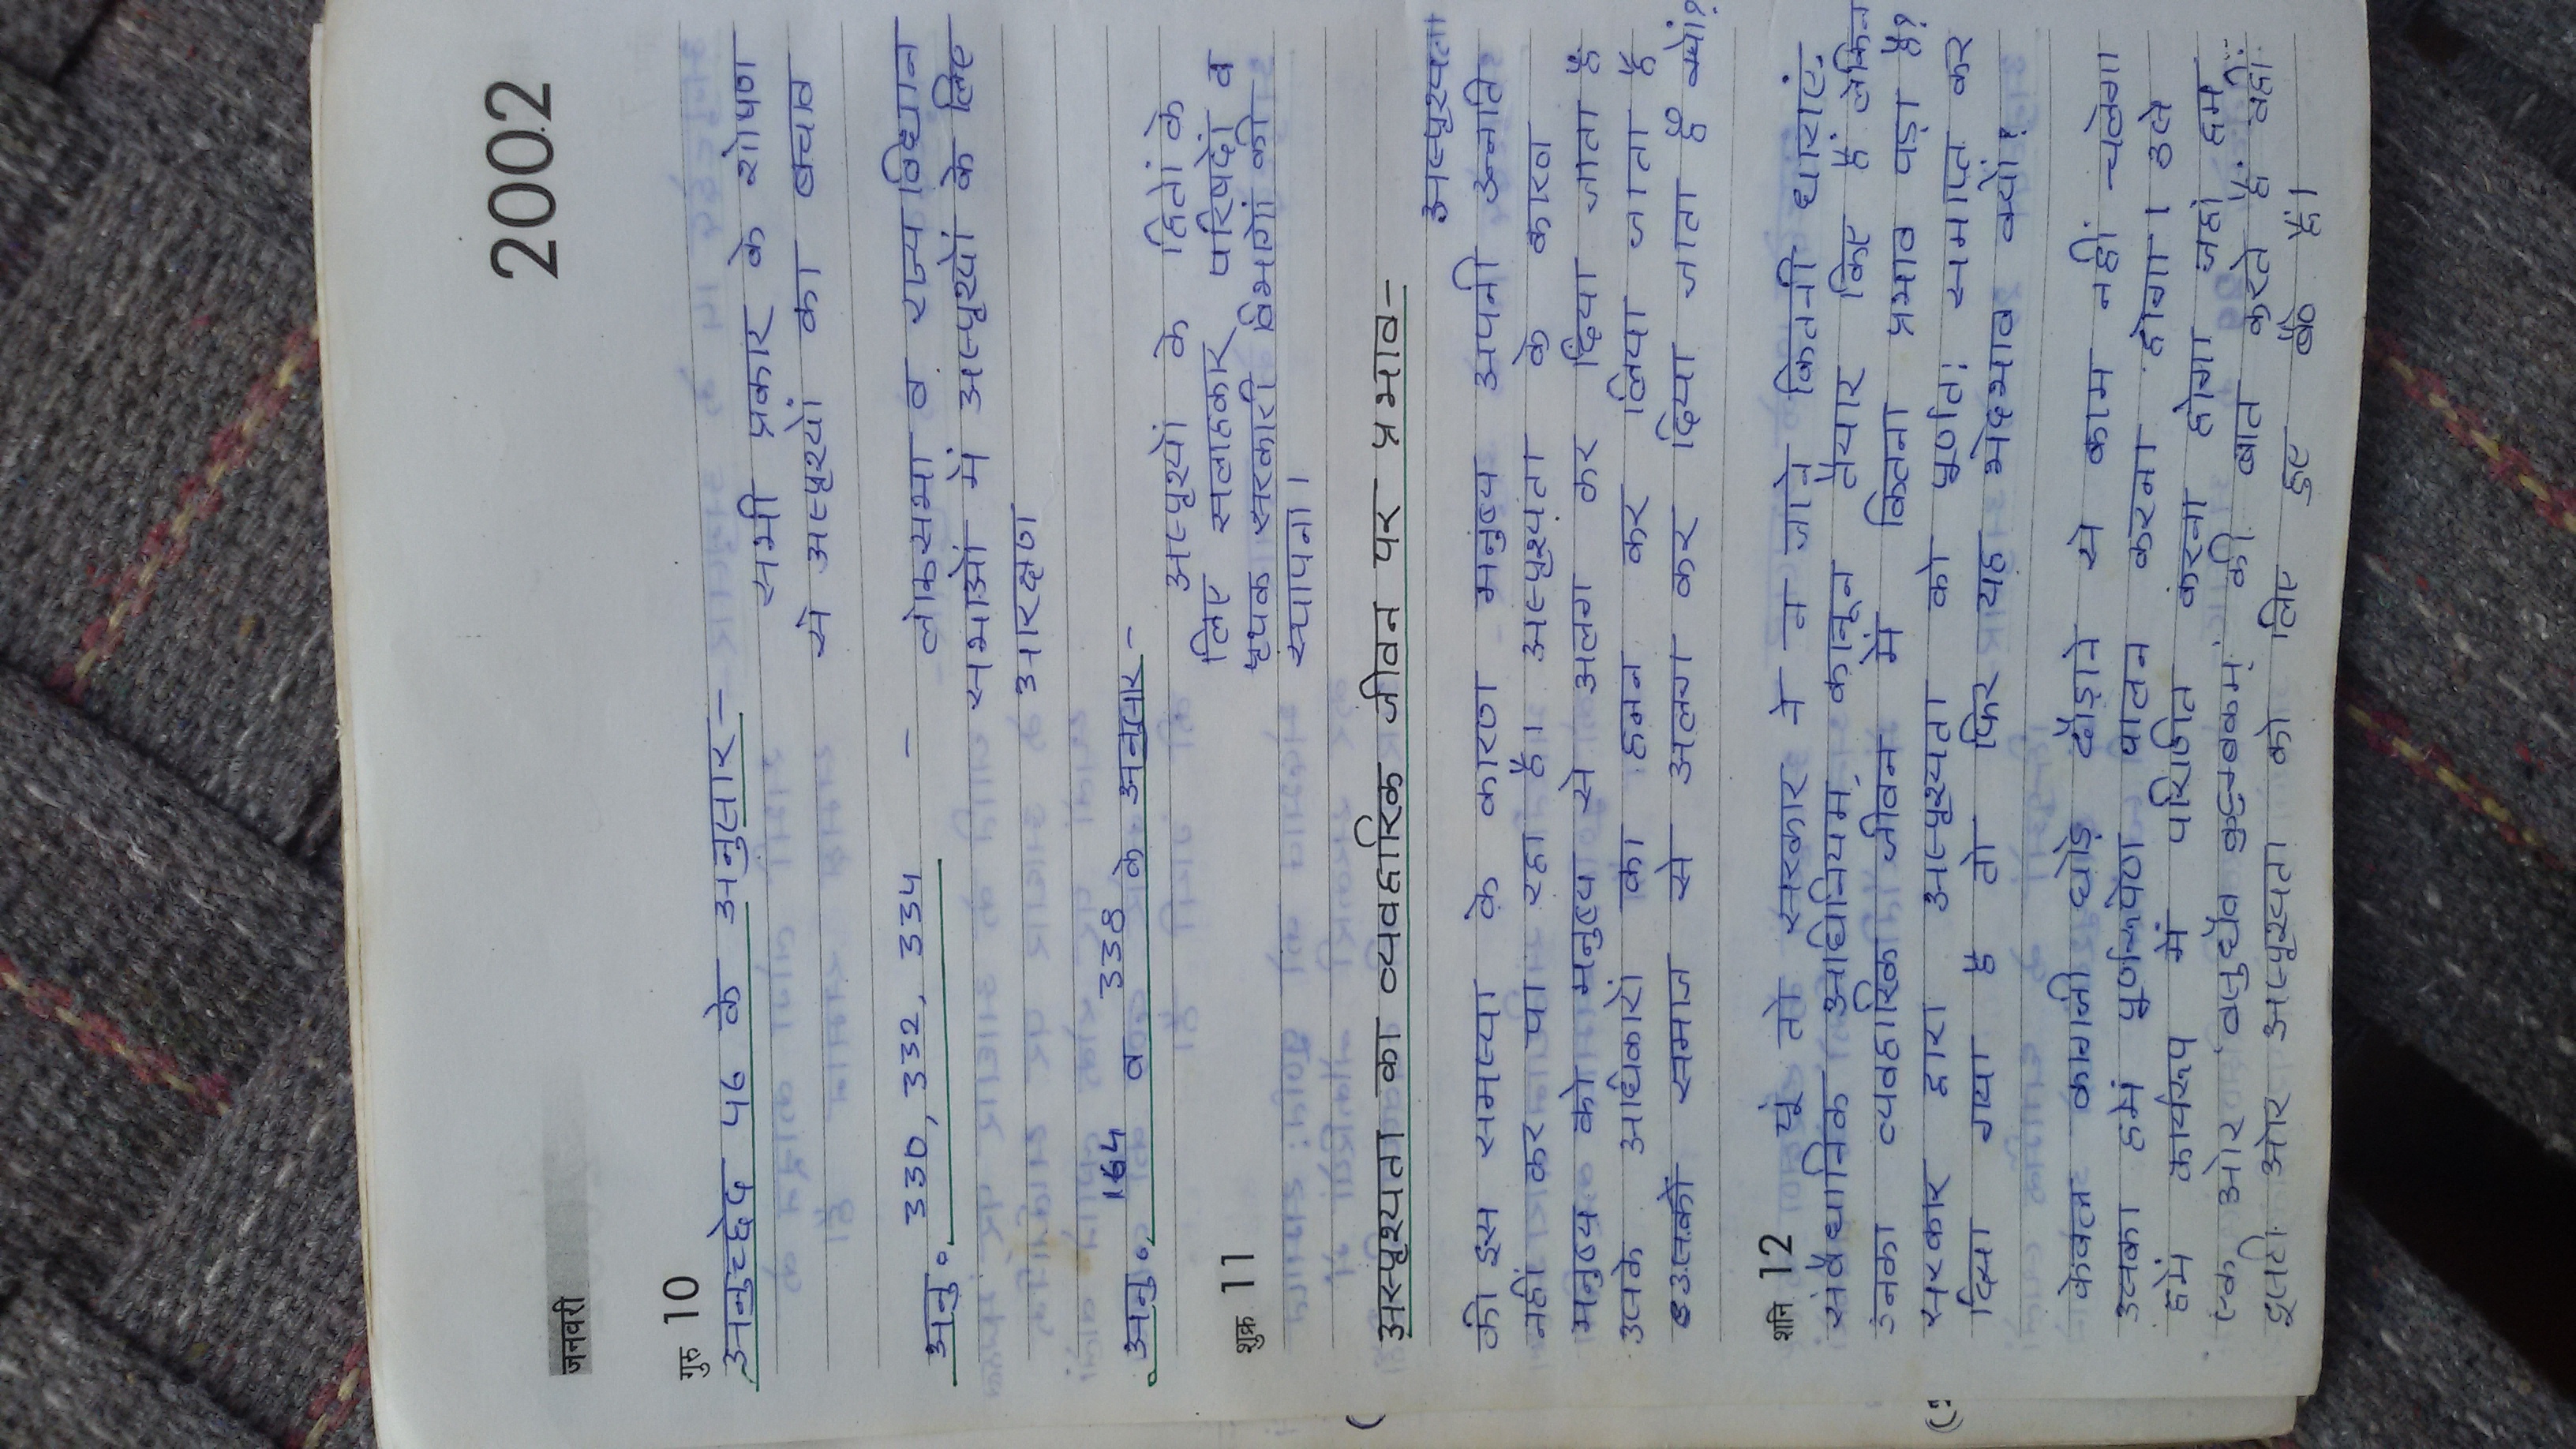 जनवरी
2002
गुरु 10
अनुच्छेद 46 के अनुसार -
सभी प्रकार के शोषण
से अस्पृश्यों का बचाव
अनु० 330, 332, 334 -
लोकसभा व राज्य विधान
सभाओं में अस्पृश्यों के लिए
आरक्षण
अनु० 164 व 338 के अनुसार -
अस्पृश्यों के हितों के
शुक्र 11
लिए सलाहकार परिषदों व
पृथक सरकारी विभागों की
स्थापना।
अस्पृश्यता का व्यवहारिक जीवन पर प्रभाव-
अस्पृश्यता
की इस समस्या के कारण मनुष्य अपनी उन्नति
नहीं कर पा रहा है। अस्पृश्यता के कारण
मनुष्य को मनुष्य से अलग कर दिया जाता है
उनके अधिकारों का हनन कर लिया जाता है
उनको समाज से अलग कर दिया जाता है क्यों?
शनि 12
यूं तो सरकार ने न जाने कितनी धाराएं,
संवैधानिक अधिनियम, कानून तैयार किए हैं लेकिन
उनका व्यवहारिक जीवन में कितना प्रभाव पड़ा है?
सरकार द्वारा अस्पृश्यता को पूर्णतः समाप्त कर
दिया गया है तो फिर यह भेदभाव क्यों?
केवल कागजी घोड़े दौड़ाने से काम नहीं चलेगा
उनका हमें पूर्णरूपेण पालन करना होगा। उसे
हमें कार्यरूप में परिणित करना होगा जहां हम
एक ओर वसुधैव कुटुम्बकम् की बात करते हैं वहीं
दूसरी ओर अस्पृश्यता को लिए हुए बैठे हैं।